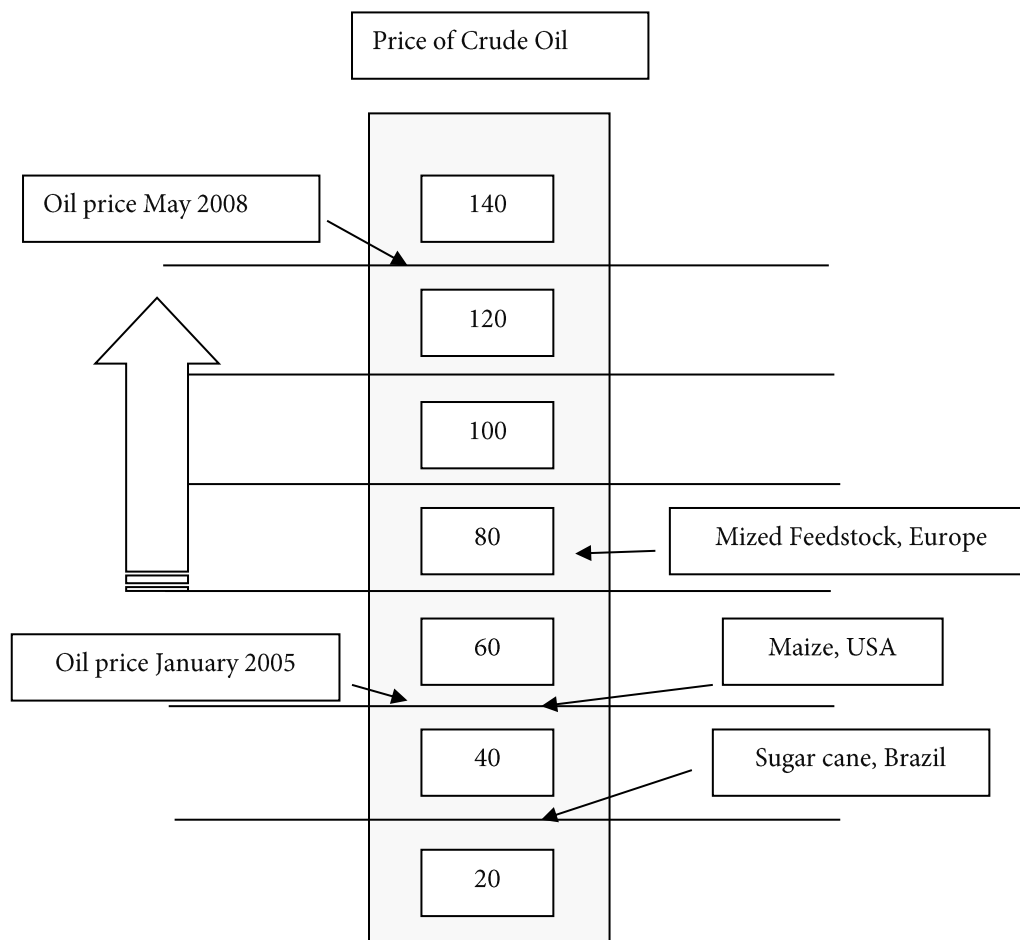 Price of Crude Oil
Oil price May 2008
140
120
100
80
Mized Feedstock, Europe
60
Maize, USA
Oil price January 2005
40
Sugar cane, Brazil
20